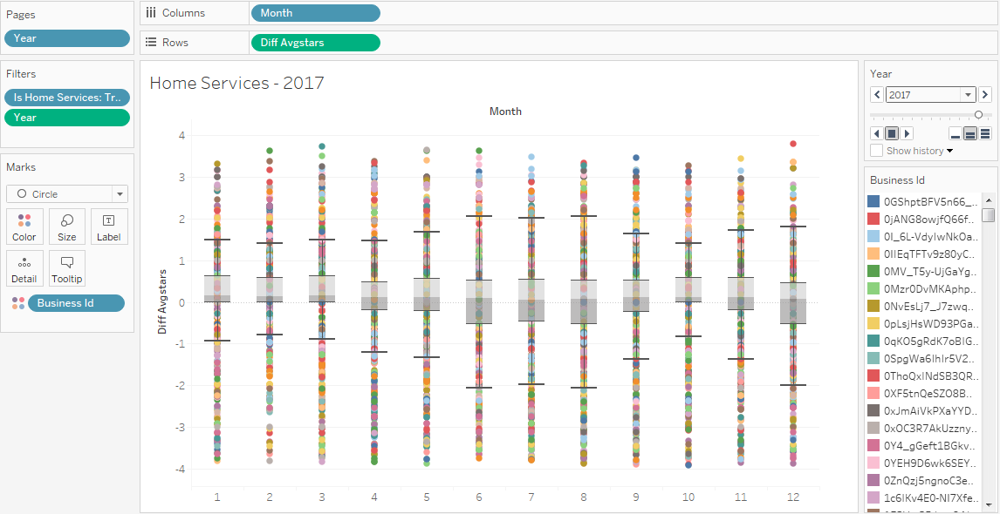 Pages
Year
Filters
Is Home Services: Tr..
Year
Marks
Circle
Color
Size
Label
Detail
Tooltip
Business Id
Columns
Month
Rows
Diff Avgstars
Home Services - 2017
Month
Diff Avgstars
4
3
2
1
0
-1
-2
-3
-4
1 2 3 4 5 6 7 8 9 10 11 12
Year
2017
Show history
Business Id
0GShptBFV5n66_..
0jANG8owjfQ66f..
0l_6L-VdyIwNkOa..
0IIEqTFTv9z80yC..
0MV_T5y-UjGaYg..
0Mzr0DvMKAphp..
0NvEsLj7_J7zwq..
0pLsjHsWD93PGa..
0qKO5gRdK7oBIG..
0SpgWa6lhIr5V2..
0ThoQxINdSB3QR..
0XF5tnQeSZO8B..
0xJmAiVkPXaYYD..
0xOC3R7AkUzzny..
0Y4_gGeft1BGkv..
0YEH9D6wk6SEY..
0ZnQzj5ngnoC3e..
1c6lKv4E0-NI7Xfe..